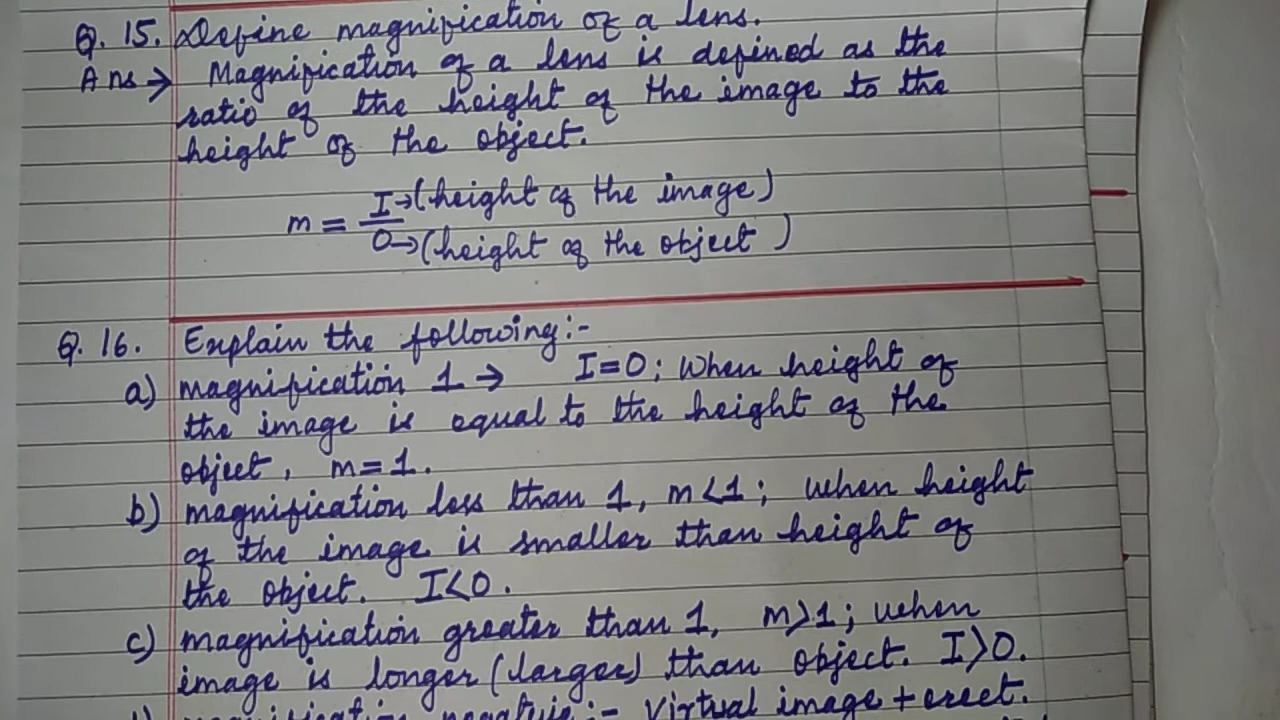 Q. 15. Define magnification of a lens.
Ans → Magnification of a lens is defined as the
ratio of the height of the image to the
height of the object.
m = I → (height of the image)
O → (height of the object )
Q. 16. Explain the following:-
a) magnification 1 → I=O; When height of
the image is equal to the height of the
object, m=1.
b) magnification less than 1, m<1; when height
of the image is smaller than height of
the object. I<O.
c) magnification greater than 1, m>1; when
image is longer (larger) than object. I>O.
d) magnification negative:- Virtual image + erect.